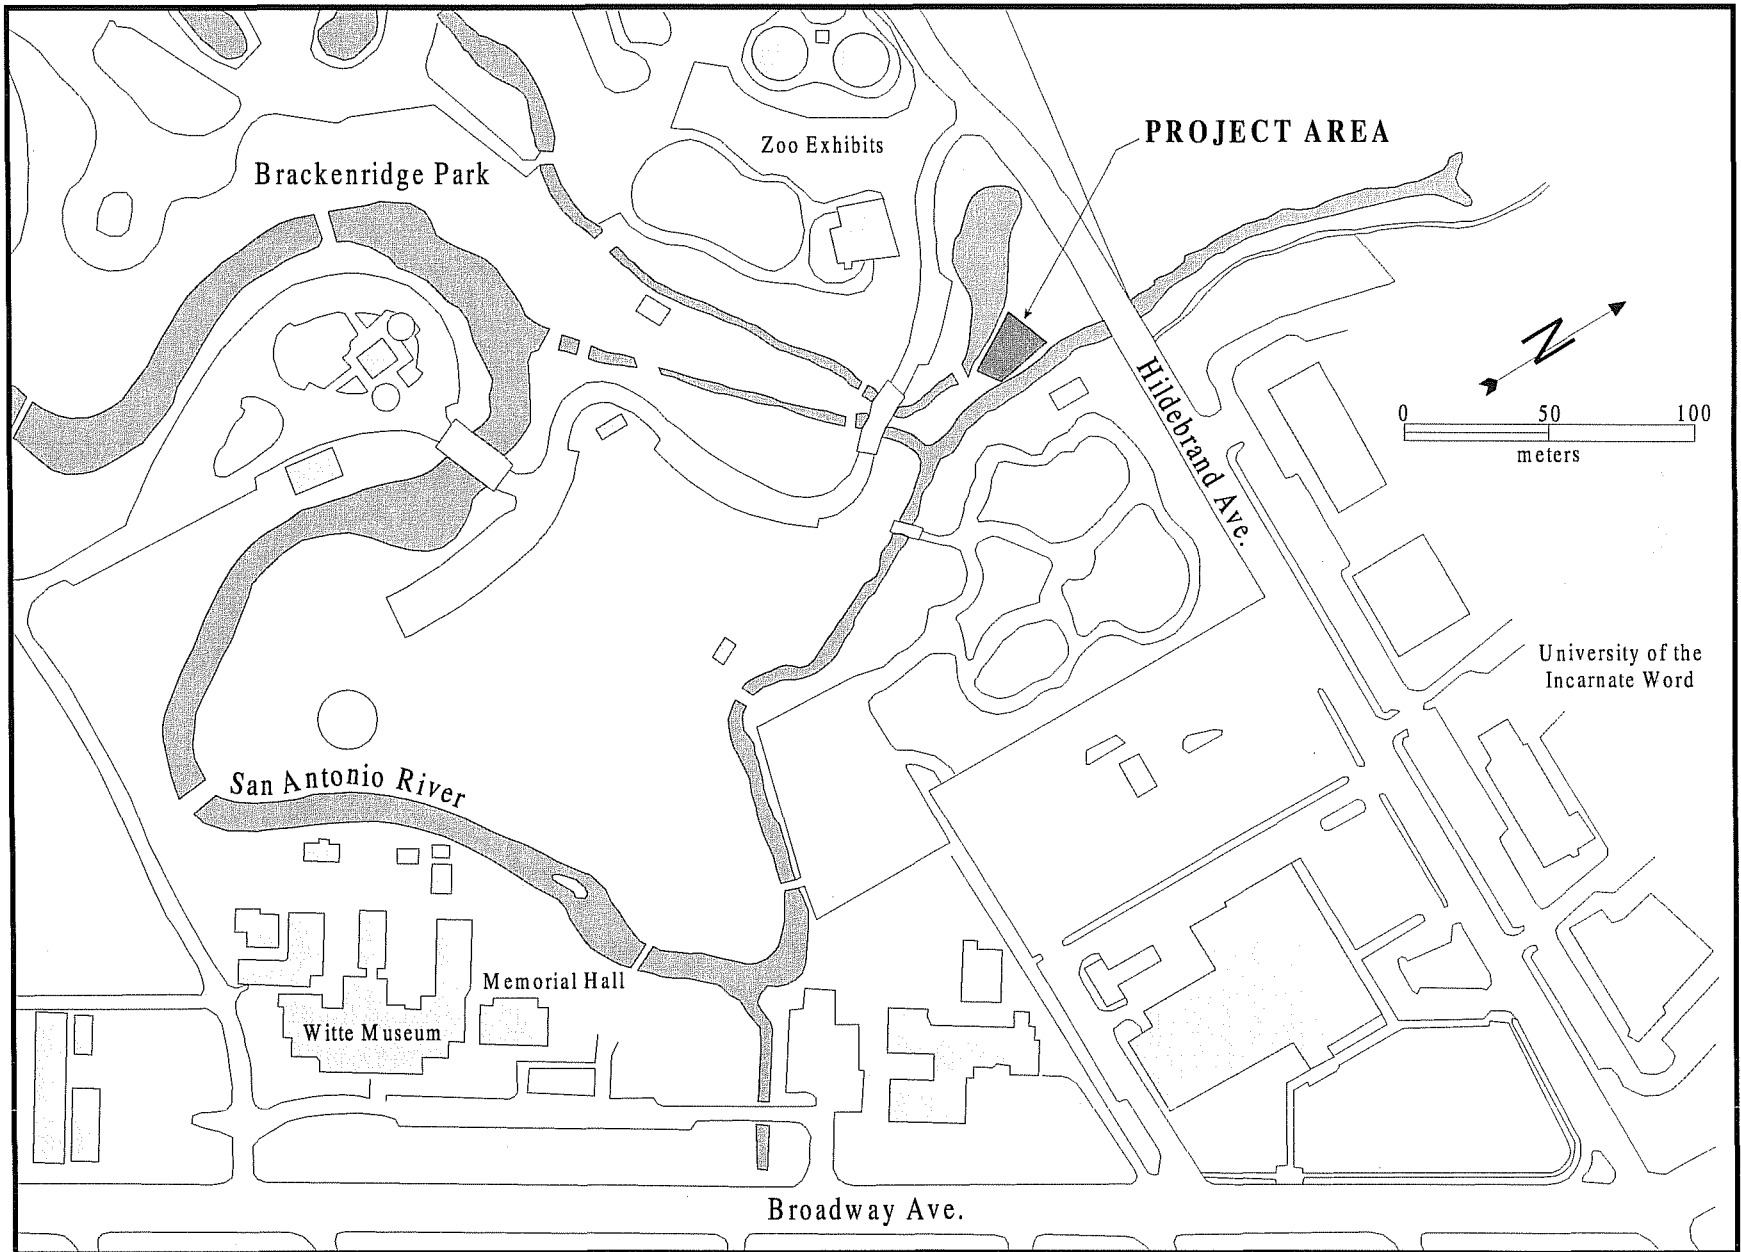 PROJECT AREA
Zoo Exhibits
Brackenridge Park
N
Hildebrand Ave.
0 50 100
meters
University of the
Incarnate Word
San Antonio River
Memorial Hall
Witte Museum
Broadway Ave.